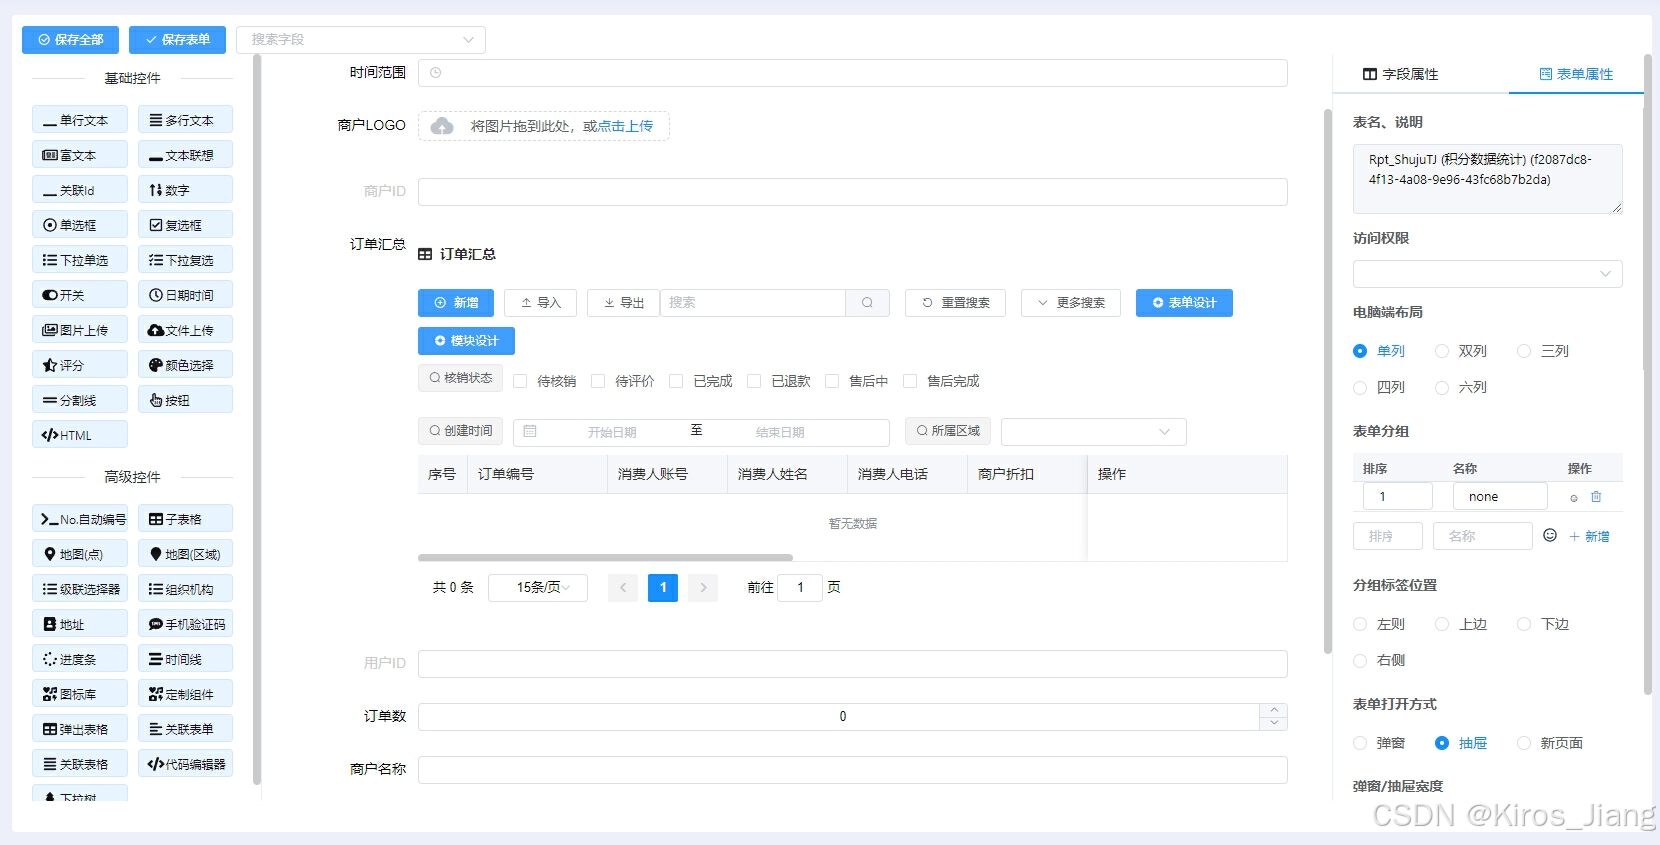 保存全部
保存表单
搜索字段
基础控件
单行文本
多行文本
富文本
文本联想
关联Id
数字
单选框
复选框
下拉单选
下拉复选
开关
日期时间
图片上传
文件上传
评分
颜色选择
分割线
按钮
HTML
高级控件
No.自动编号
子表格
地图(点)
地图(区域)
级联选择器
组织机构
地址
手机验证码
进度条
时间线
图标库
定制组件
弹出表格
关联表单
关联表格
代码编辑器
下拉树
时间范围
商户LOGO
将图片拖到此处，或点击上传
商户ID
订单汇总
订单汇总
新增
导入
导出
搜索
重置搜索
更多搜索
表单设计
模块设计
核销状态
待核销
待评价
已完成
已退款
售后中
售后完成
创建时间
开始日期
至
结束日期
所属区域
序号
订单编号
消费人账号
消费人姓名
消费人电话
商户折扣
操作
暂无数据
共 0 条
15条/页
1
前往
1
页
用户ID
订单数
0
商户名称
字段属性
表单属性
表名、说明
Rpt_ShujuTJ (积分数据统计) (f2087dc8-
4f13-4a08-9e96-43fc68b7b2da)
访问权限
电脑端布局
单列
双列
三列
四列
六列
表单分组
排序
名称
操作
1
none
排序
名称
新增
分组标签位置
左则
上边
下边
右侧
表单打开方式
弹窗
抽屉
新页面
弹窗/抽屉宽度
CSDN @Kiros_Jiang